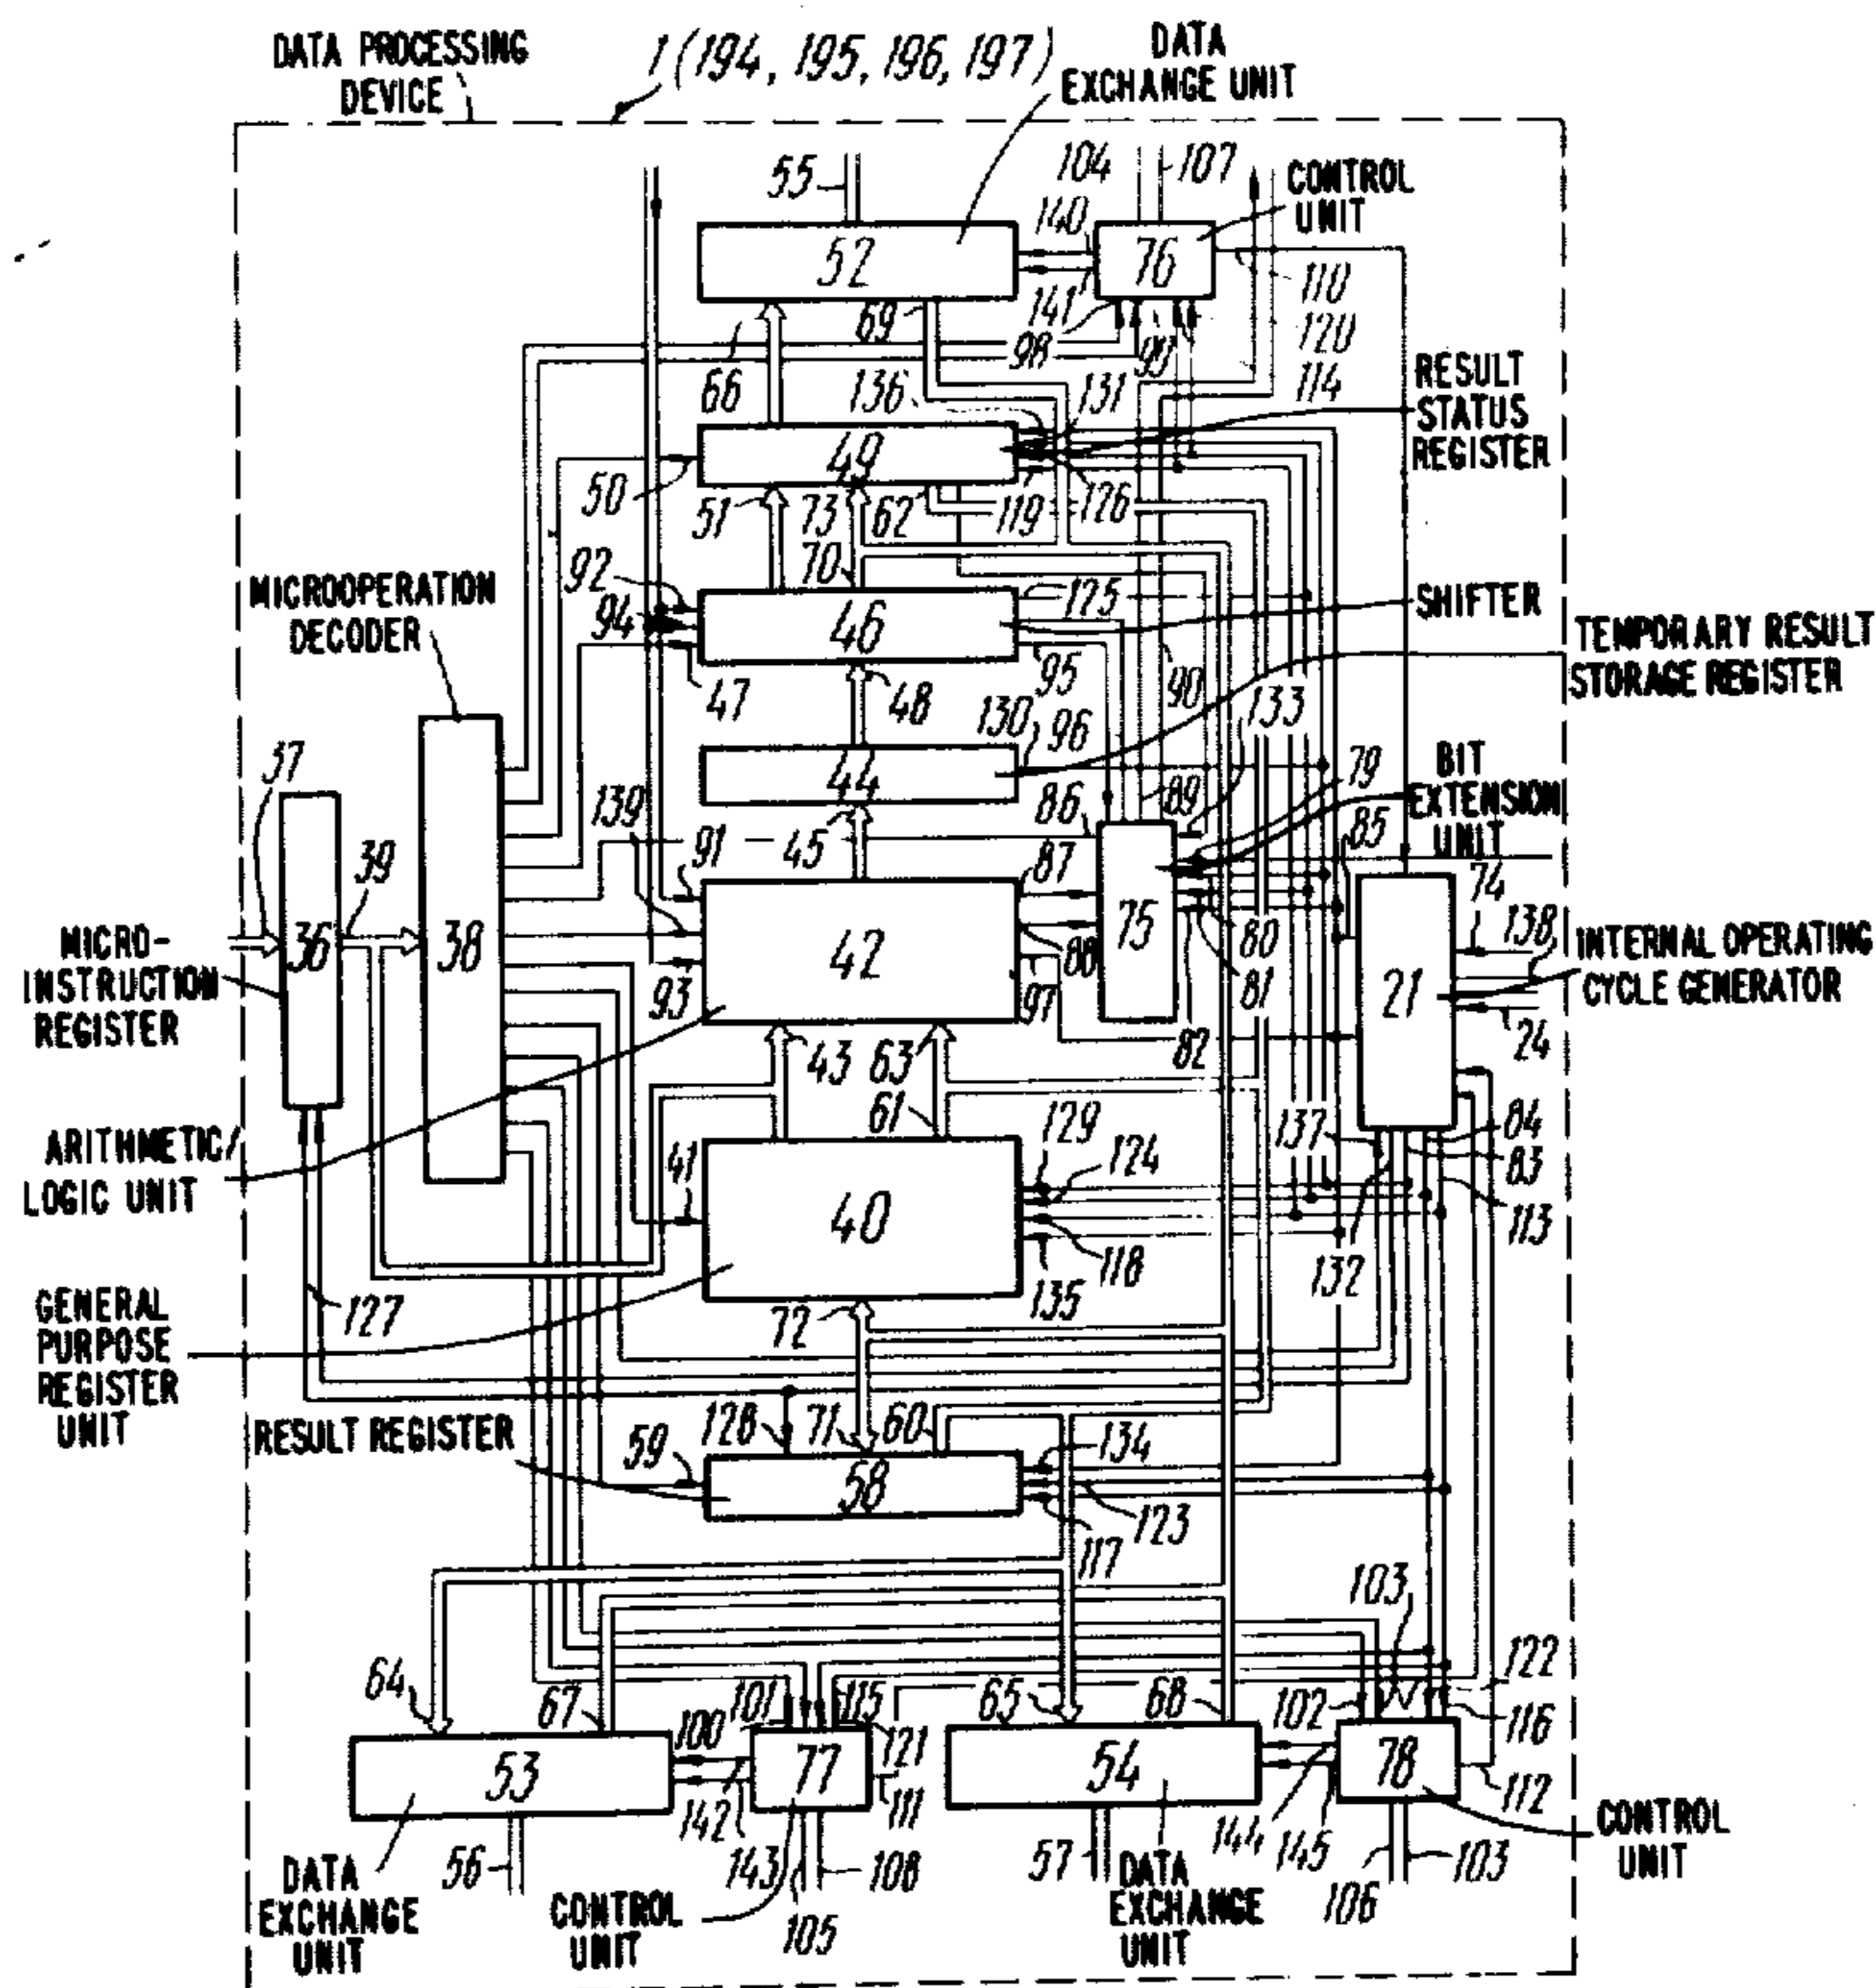 DATA PROCESSING
DEVICE
1 (194, 195, 196, 197)
DATA
EXCHANGE UNIT
55
104
107
CONTROL
UNIT
140
52
76
141
110
69
98
99
120
66
136
131
114
RESULT
STATUS
REGISTER
49
50
51
73
62
119
126
92
70
125
SHIFTER
MICROOPERATION
DECODER
94
46
95
90
TEMPORARY RESULT
STORAGE REGISTER
47
48
130
96
133
37
44
79
BIT
EXTENSION
UNIT
139
86
89
85
39
91
45
87
74
MICRO-
INSTRUCTION
REGISTER
36
38
42
88
75
80
138
INTERNAL OPERATING
CYCLE GENERATOR
93
97
81
21
43
63
82
24
ARITHMETIC/
LOGIC UNIT
61
129
137
84
41
124
83
40
113
118
132
135
GENERAL
PURPOSE
REGISTER
UNIT
127
72
RESULT REGISTER
128
71
60
59
134
58
123
117
103
64
67
101
115
65
68
102
122
100
121
116
53
77
54
78
142
111
144
145
112
56
143
108
57
106
103
DATA
EXCHANGE
UNIT
CONTROL
UNIT
105
DATA
EXCHANGE
UNIT
CONTROL
UNIT